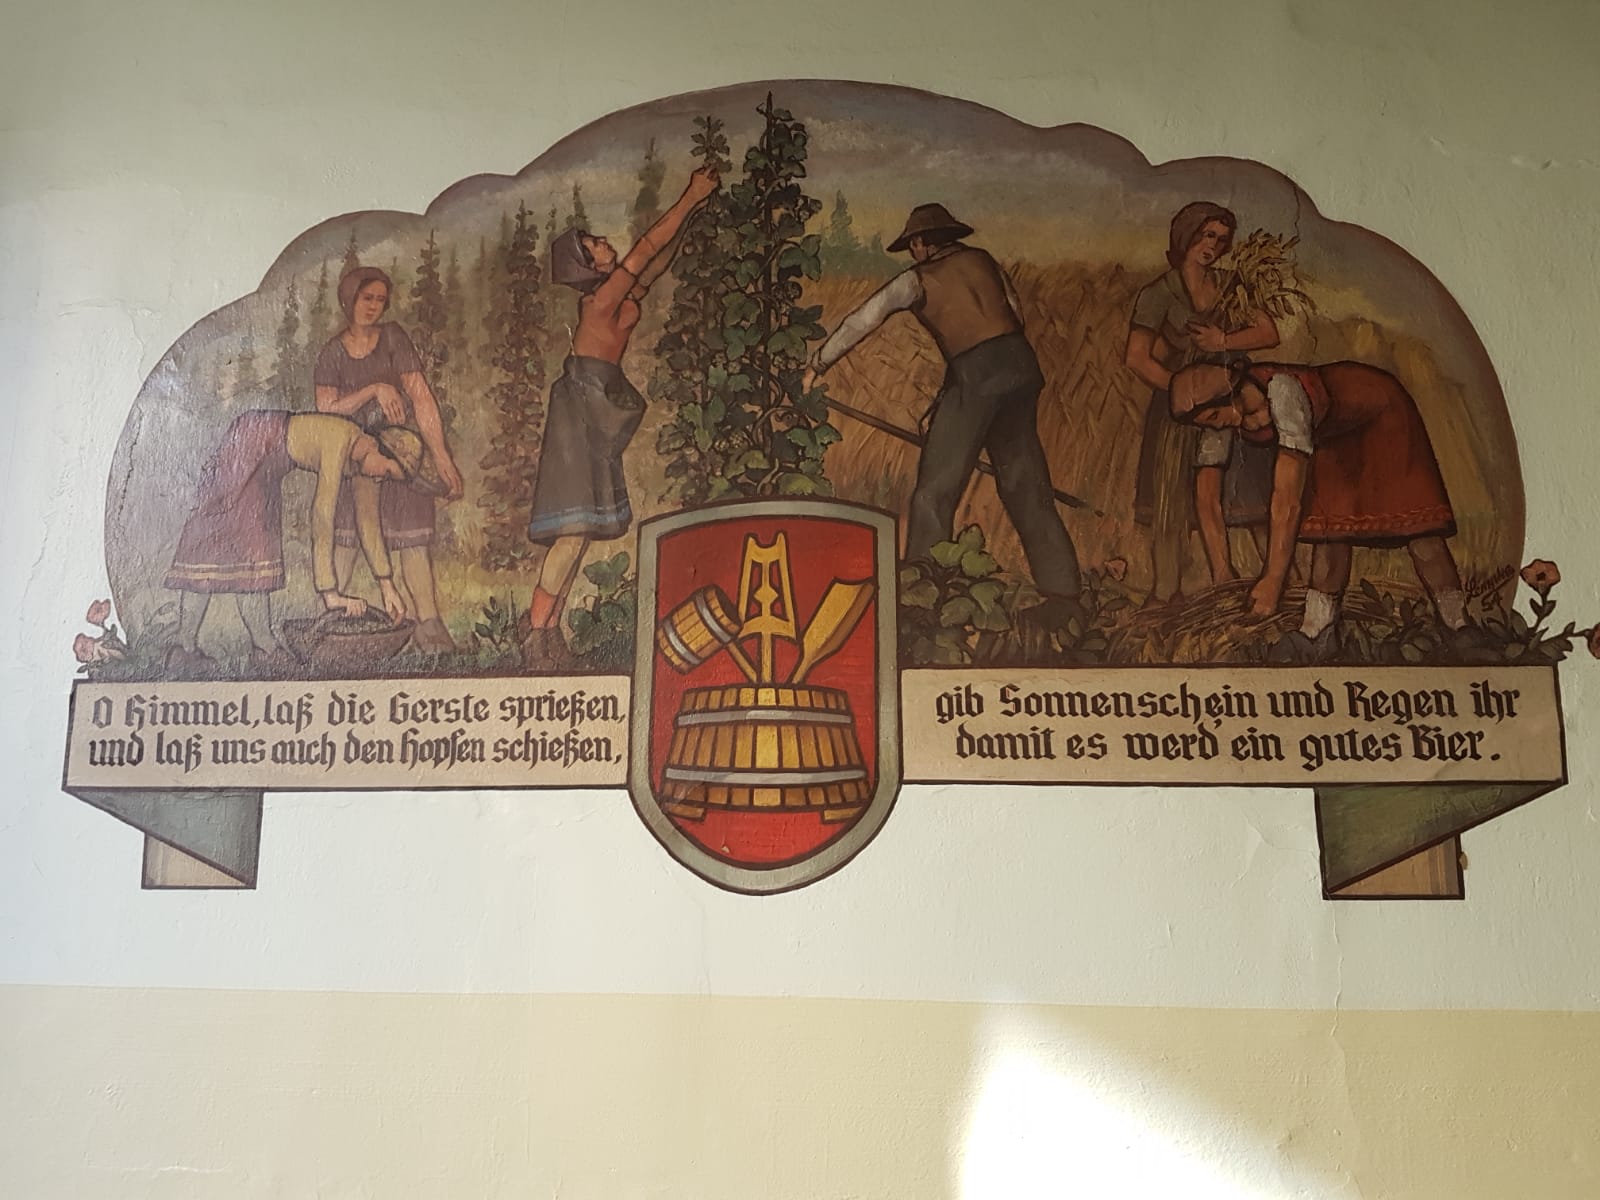 O Himmel, laß die Gerste sprießen,
und laß uns auch den Hopfen schießen,
gib Sonnenschein und Regen ihr
damit es werd' ein gutes Bier.
54